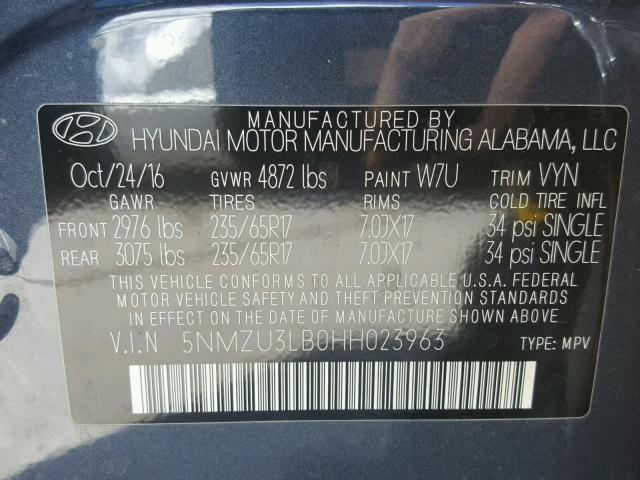 MANUFACTURED BY
HYUNDAI MOTOR MANUFACTURING ALABAMA, LLC
Oct/24/16 GVWR 4872 lbs PAINT W7U TRIM VYN
GAWR TIRES RIMS COLD TIRE INFL
FRONT 2976 lbs 235/65R17 7.0JX17 34 psi SINGLE
REAR 3075 lbs 235/65R17 7.0JX17 34 psi SINGLE
THIS VEHICLE CONFORMS TO ALL APPLICABLE U.S.A. FEDERAL
MOTOR VEHICLE SAFETY AND THEFT PREVENTION STANDARDS
IN EFFECT ON THE DATE OF MANUFACTURE SHOWN ABOVE.
V.I.N 5NMZU3LB0HH023963 TYPE: MPV